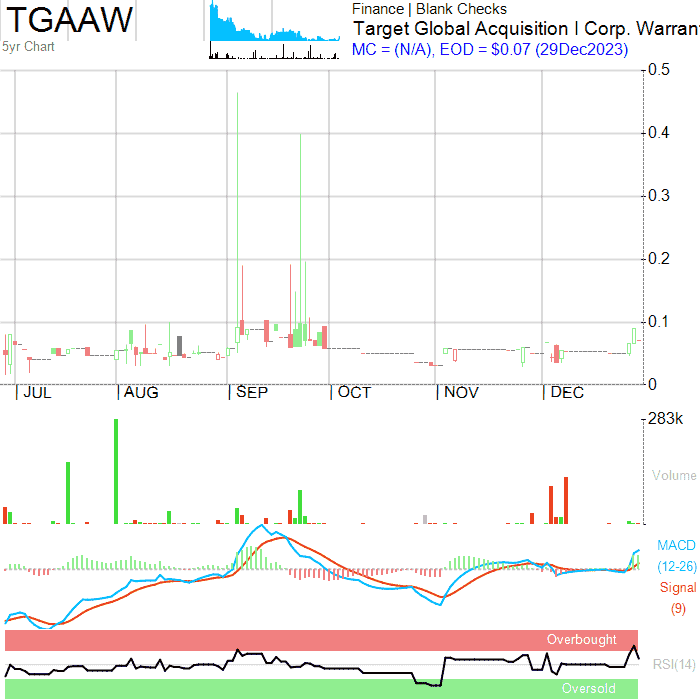 TGAAW
5yr Chart
Finance | Blank Checks
Target Global Acquisition I Corp. Warrant
MC = (N/A), EOD = $0.07 (29Dec2023)
0.5
0.4
0.3
0.2
0.1
0
JUL
AUG
SEP
OCT
NOV
DEC
283k
Volume
MACD
(12-26)
Signal
(9)
Overbought
RSI(14)
Oversold